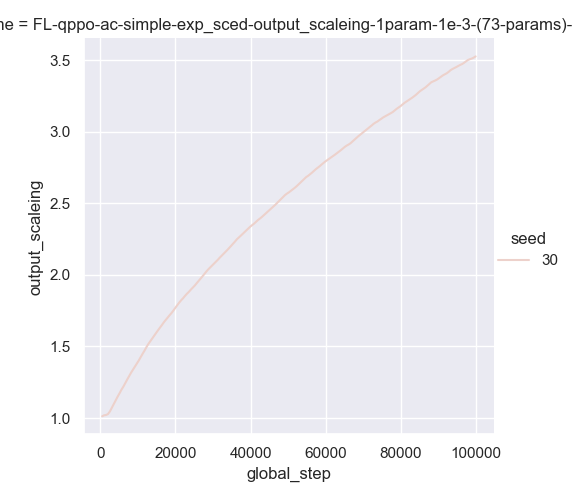 ne = FL-qppo-ac-simple-exp_sced-output_scaleing-1param-1e-3-(73-params)-
3.5
3.0
2.5
2.0
1.5
1.0
output_scaleing
0 20000 40000 60000 80000 100000
global_step
seed
30